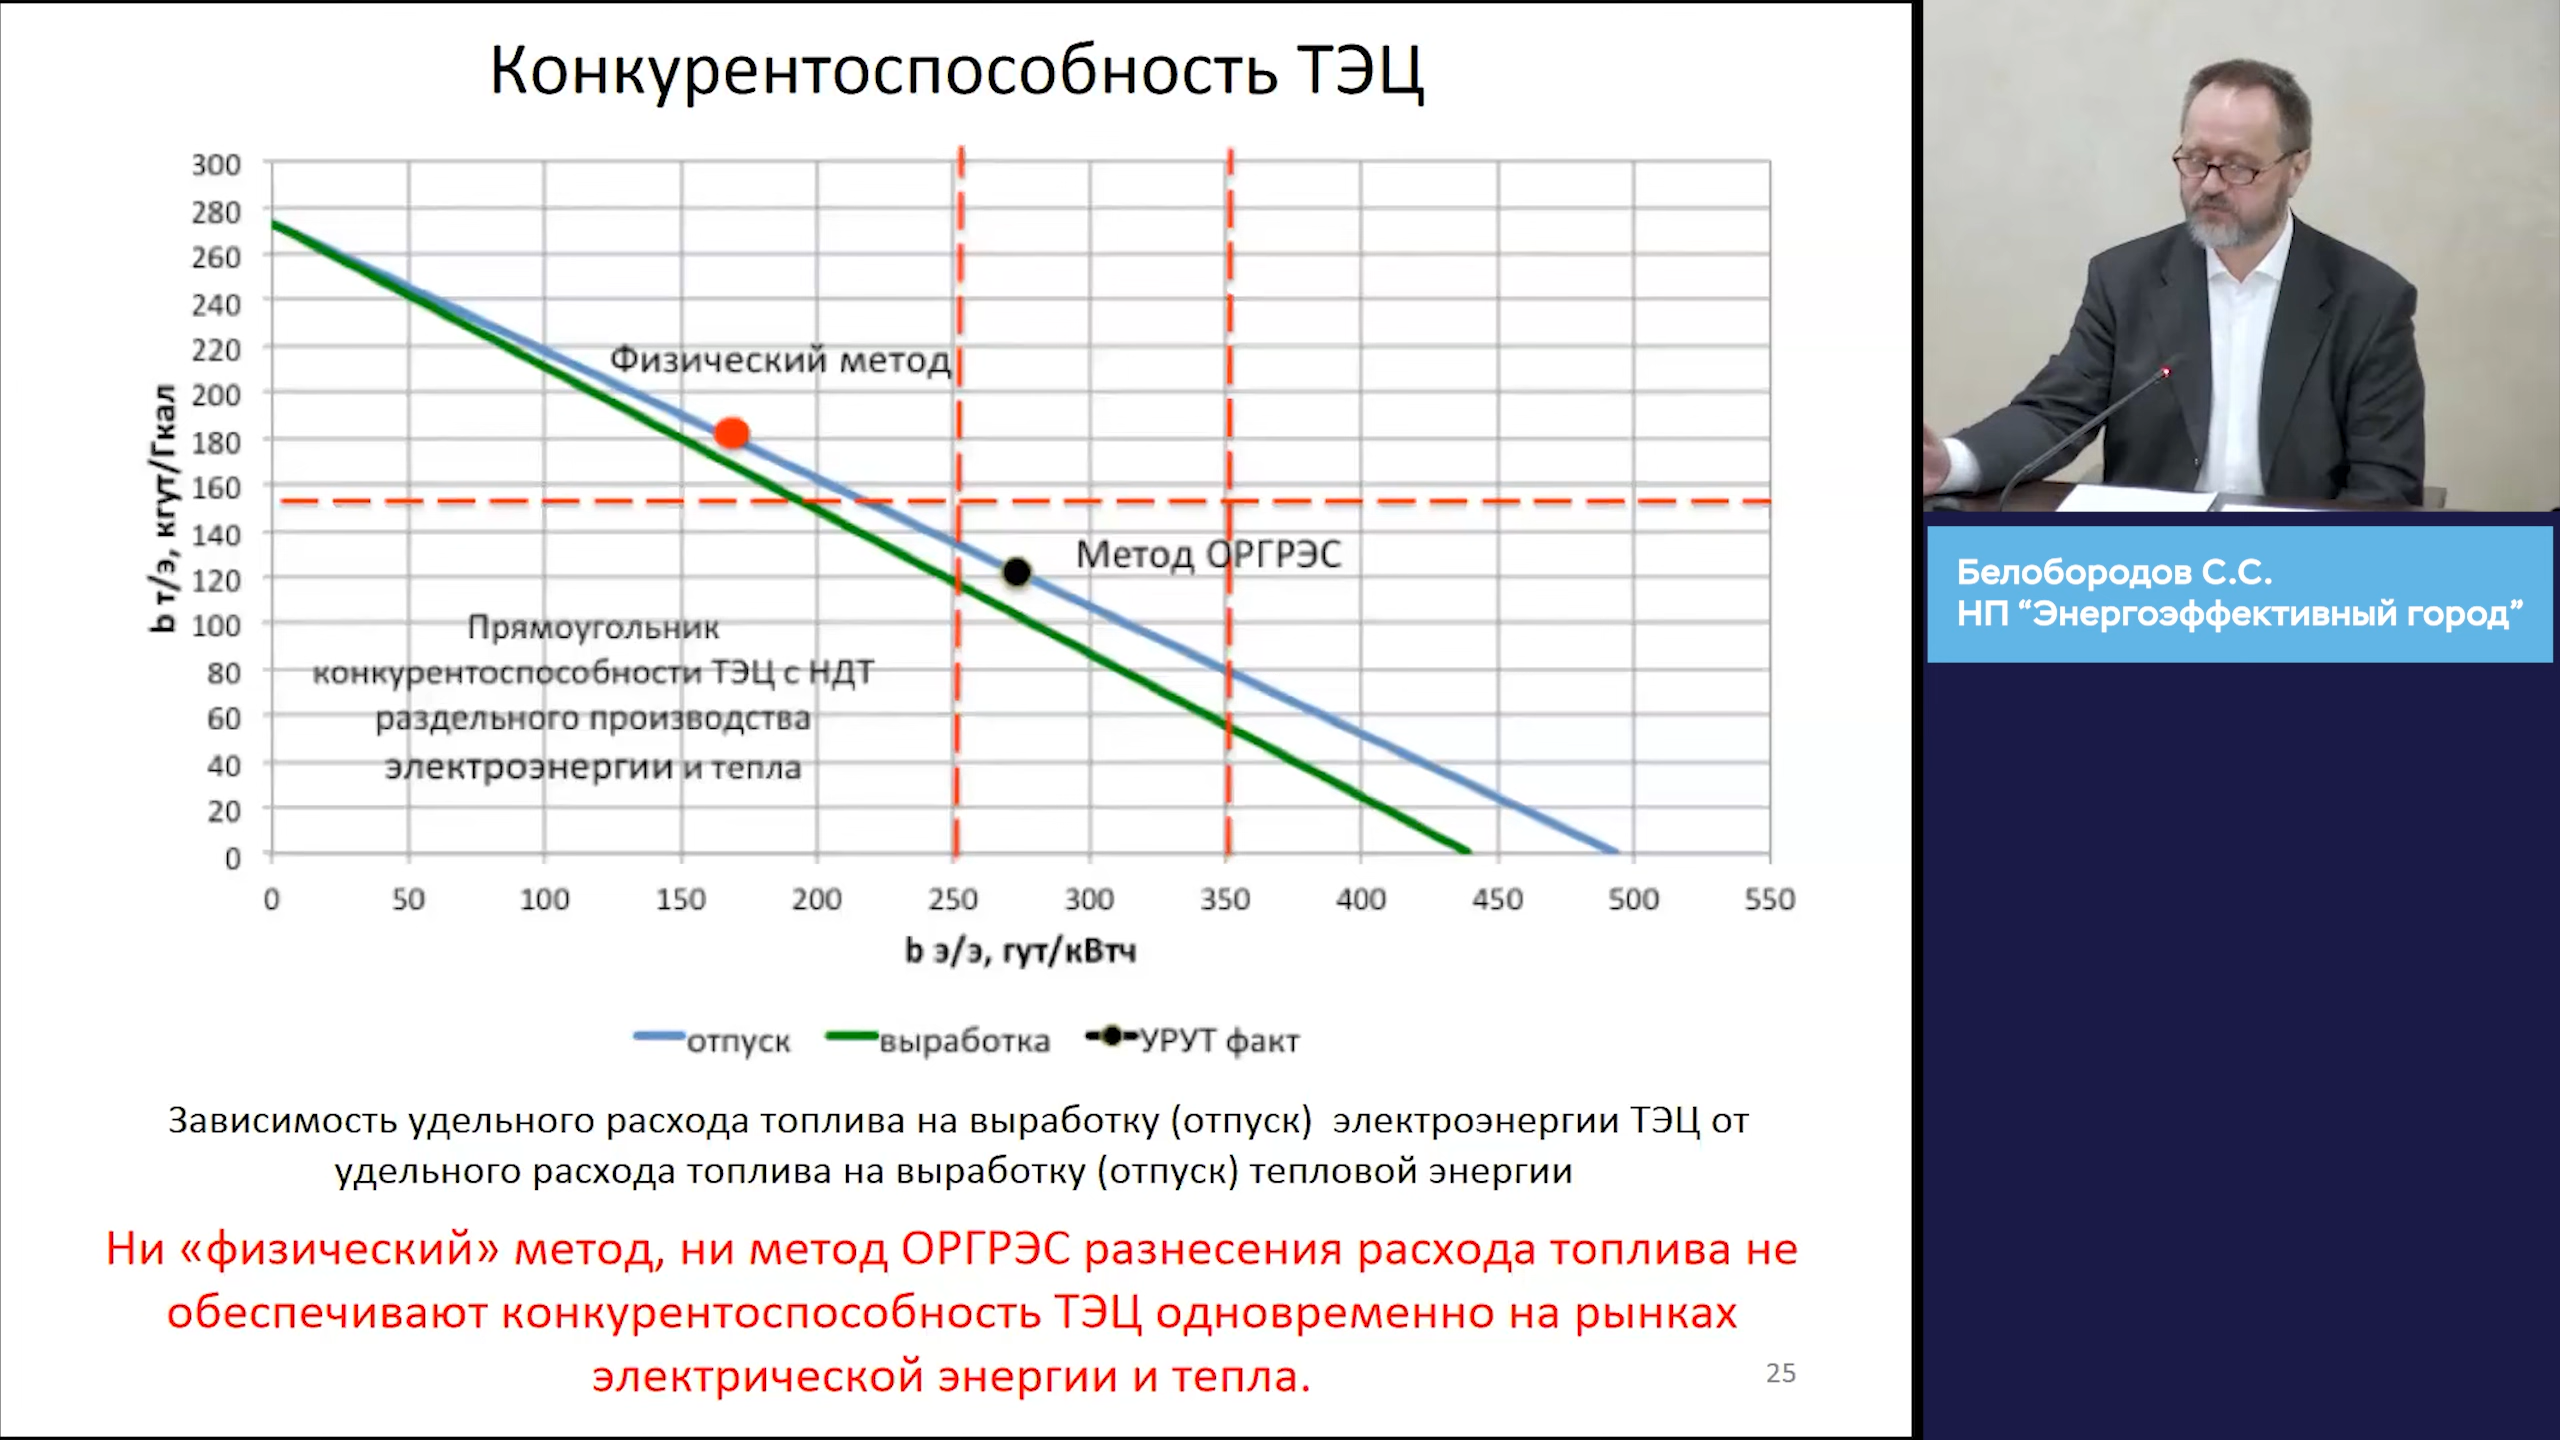 Конкурентоспособность ТЭЦ
300
280
260
240
220
200
180
160
140
120
100
80
60
40
20
0
b т/э, кгут/Гкал
Физический метод
Метод ОРГРЭС
Прямоугольник
конкурентоспособности ТЭЦ с НДТ
раздельного производства
электроэнергии и тепла
0 50 100 150 200 250 300 350 400 450 500 550
b э/э, гут/кВтч
отпуск выработка УРУТ факт
Зависимость удельного расхода топлива на выработку (отпуск) электроэнергии ТЭЦ от
удельного расхода топлива на выработку (отпуск) тепловой энергии
Ни «физический» метод, ни метод ОРГРЭС разнесения расхода топлива не
обеспечивают конкурентоспособность ТЭЦ одновременно на рынках
электрической энергии и тепла.
25
Белобородов С.С.
НП “Энергоэффективный город”